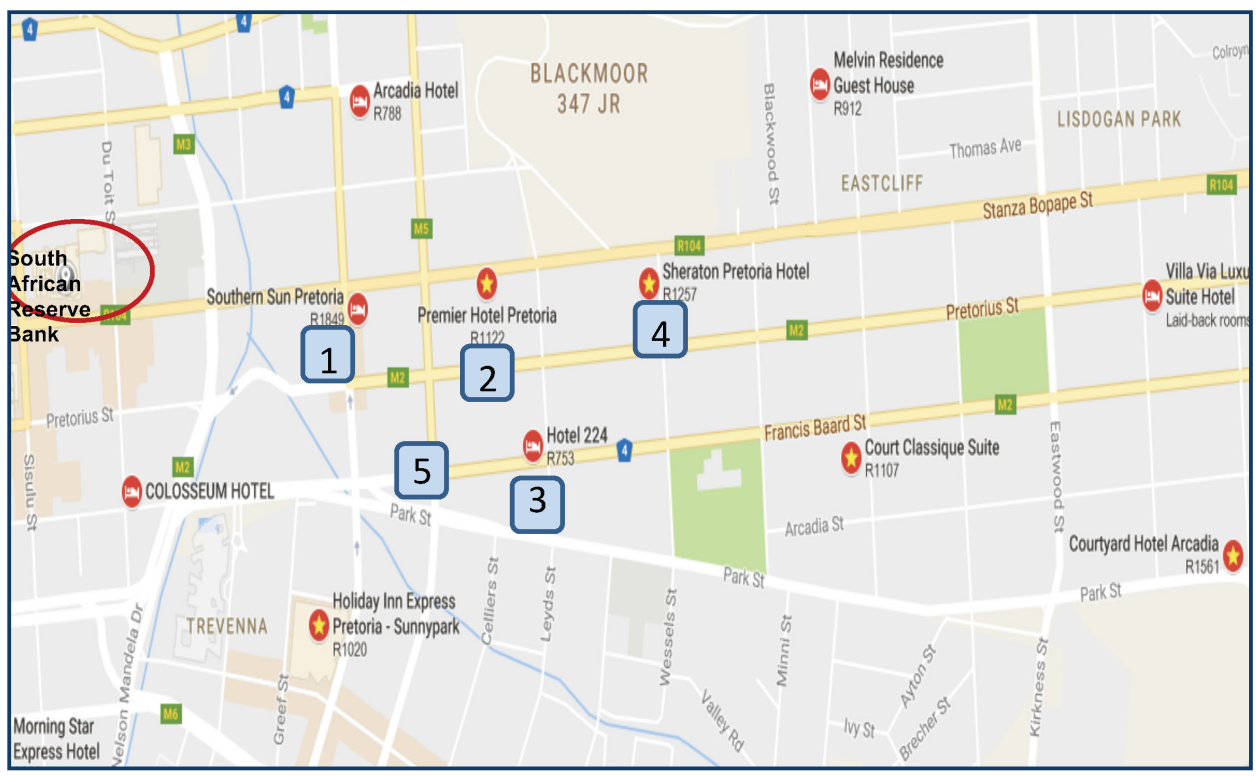 4
4
BLACKMOOR
347 JR
Melvin Residence
Guest House
R912
Colroyn
Arcadia Hotel
R788
4
Blackwood St
LISDOGAN PARK
M3
Du Toit S
Thomas Ave
EASTCLIFF
R104
Stanza Bopape St
M5
R104
South
African
Reserve
Bank
R104
Southern Sun Pretoria
R1849
Premier Hotel Pretoria
R1122
Sheraton Pretoria Hotel
R1257
Villa Via Luxu
Suite Hotel
Laid-back rooms
Pretorius St
1
2
4
M2
M2
M2
Pretorius St
Francis Baard St
Hotel 224
R753
4
Court Classique Suite
R1107
Eastwood St
Sisulu St
M2
COLOSSEUM HOTEL
5
3
Park St
Arcadia St
Courtyard Hotel Arcadia
R1561
Park St
Park St
TREVENNA
Holiday Inn Express
Pretoria - Sunnypark
R1020
Celliers St
Leyds St
Wessels St
Minni St
Nelson Mandela Dr
Greef St
Kirkness St
Ayton St
Valley Rd
Ivy St
Brecher St
M6
Morning Star
Express Hotel